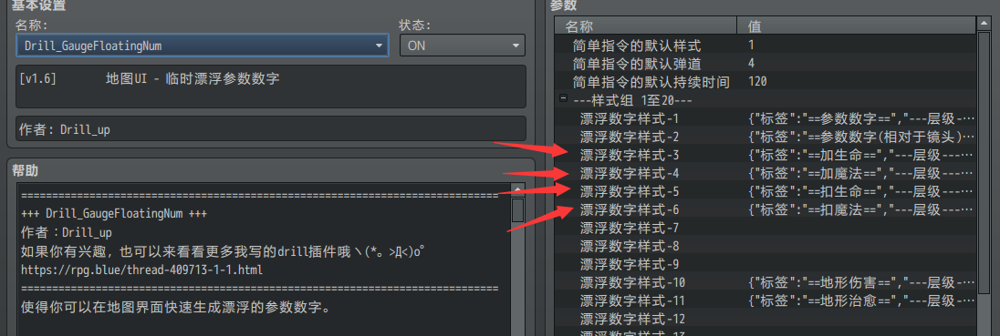 基本设置
名称:
状态:
Drill_GaugeFloatingNum
ON
[v1.6] 地图UI - 临时漂浮参数数字
作者: Drill_up
帮助
======================================================================
+++ Drill_GaugeFloatingNum +++
作者：Drill_up
如果你有兴趣，也可以来看看更多我写的drill插件哦ヽ(*。>Д<)o゜
https://rpg.blue/thread-409713-1-1.html
======================================================================
使得你可以在地图界面快速生成漂浮的参数数字。
参数
名称 值
简单指令的默认样式 1
简单指令的默认弹道 4
简单指令的默认持续时间 120
---样式组 1至20---
漂浮数字样式-1 {"标签":"==参数数字==","---层级-…
漂浮数字样式-2 {"标签":"==参数数字(相对于镜头)…
漂浮数字样式-3 {"标签":"==加生命==","---层级---…
漂浮数字样式-4 {"标签":"==加魔法==","---层级---…
漂浮数字样式-5 {"标签":"==扣生命==","---层级---…
漂浮数字样式-6 {"标签":"==扣魔法==","---层级---…
漂浮数字样式-7
漂浮数字样式-8
漂浮数字样式-9
漂浮数字样式-10 {"标签":"==地形伤害==","---层级-…
漂浮数字样式-11 {"标签":"==地形治愈==","---层级-…
漂浮数字样式-12